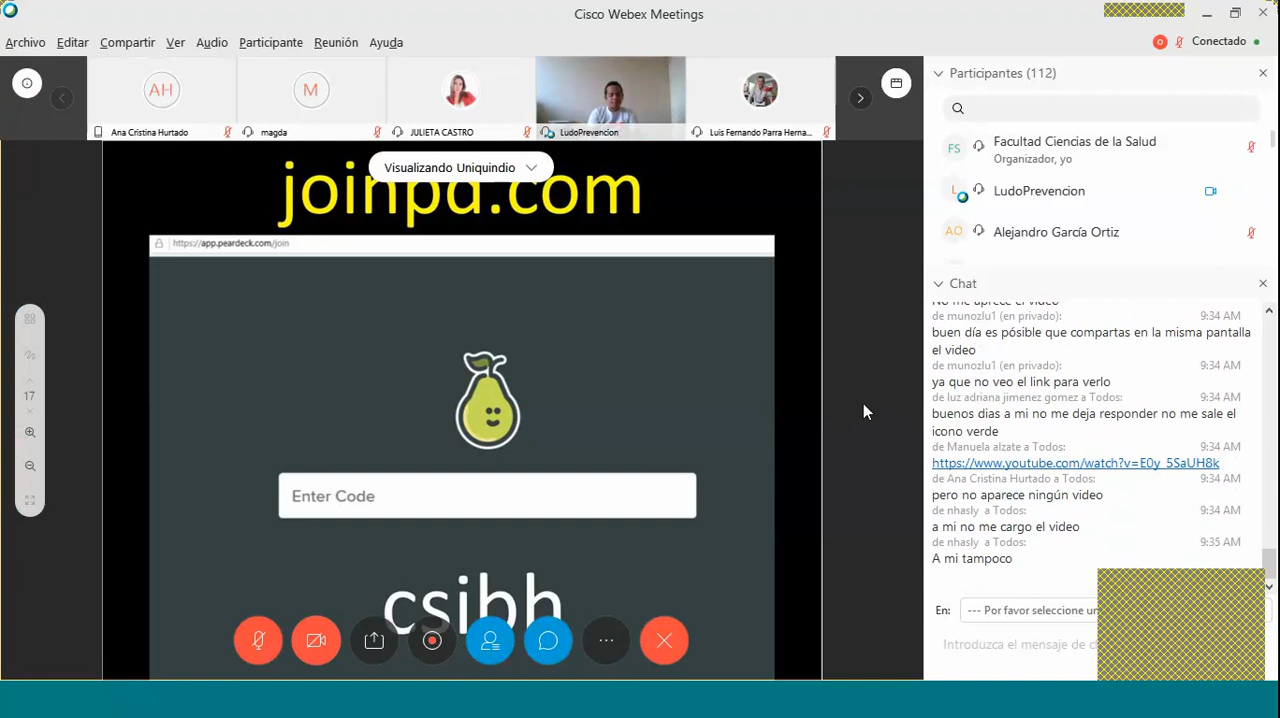 Cisco Webex Meetings
Archivo Editar Compartir Ver Audio Participante Reunión Ayuda
Conectado
AH
M
Ana Cristina Hurtado
magda
JULIETA CASTRO
LudoPrevencion
Luis Fernando Parra Herna...
Visualizando Uniquindio
joinpd.com
https://app.peardeck.com/join
Enter Code
csibh
17
Participantes (112)
FS
Facultad Ciencias de la Salud
Organizador, yo
L
LudoPrevencion
AO
Alejandro García Ortiz
Chat
No me aprece el video
de munozlu1 (en privado): 9:34 AM
buen día es pósible que compartas en la misma pantalla
el video
de munozlu1 (en privado): 9:34 AM
ya que no veo el link para verlo
de luz adriana jimenez gomez a Todos: 9:34 AM
buenos dias a mi no me deja responder no me sale el
icono verde
de Manuela alzate a Todos: 9:34 AM
https://www.youtube.com/watch?v=E0y_5SaUH8k
de Ana Cristina Hurtado a Todos: 9:34 AM
pero no aparece ningún video
de nhasly a Todos: 9:34 AM
a mi no me cargo el video
de nhasly a Todos: 9:35 AM
A mi tampoco
En:
--- Por favor seleccione un
Introduzca el mensaje de